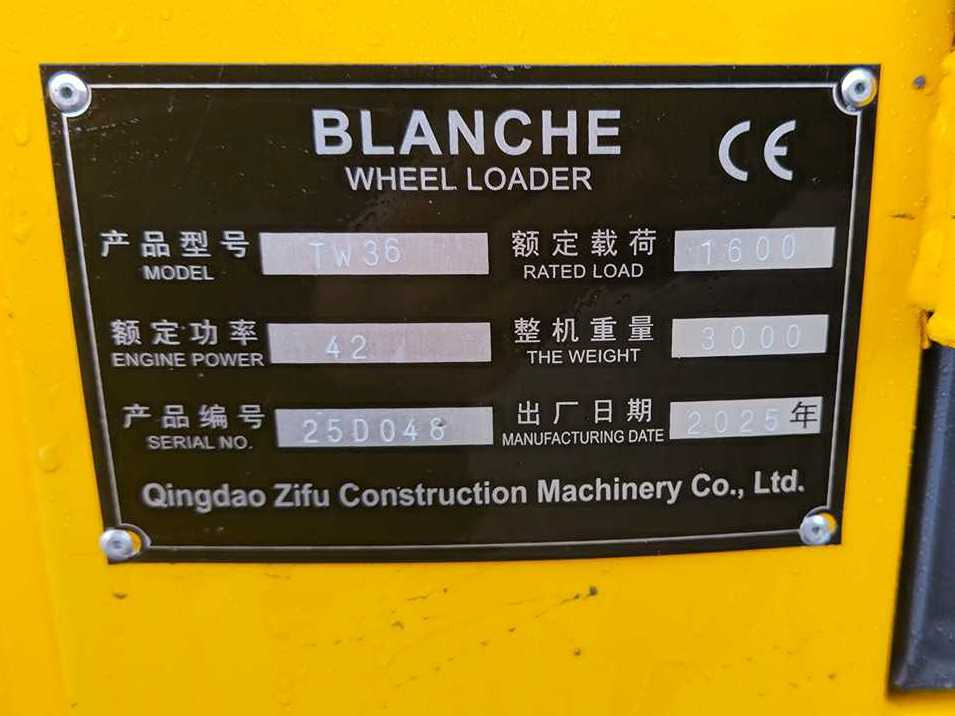 BLANCHE
CE
WHEEL LOADER
产品型号 TW36 额定载荷 1600
MODEL RATED LOAD
额定功率 42 整机重量 3000
ENGINE POWER THE WEIGHT
产品编号 25D048 出厂日期 2025年
SERIAL NO. MANUFACTURING DATE
Qingdao Zifu Construction Machinery Co., Ltd.